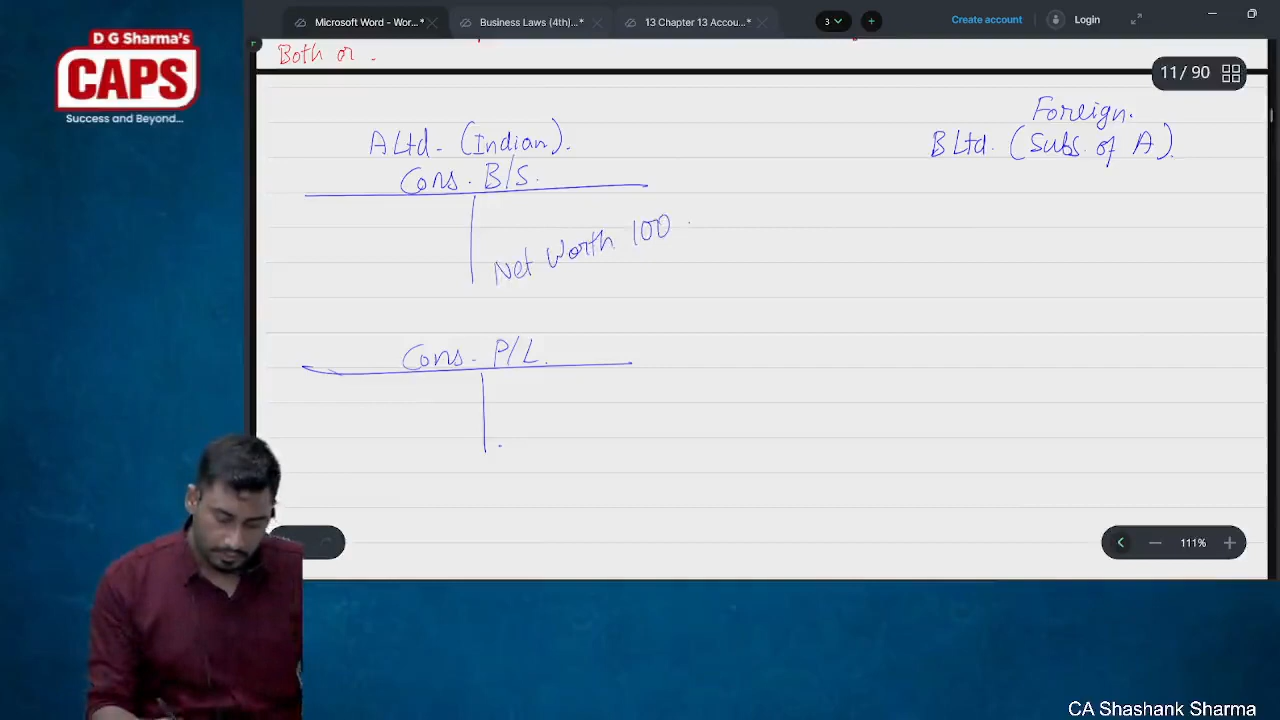 Microsoft Word - Wor...*
Business Laws (4th)...*
13 Chapter 13 Accou...*
3
Create account
Login
D G Sharma's
CAPS
Success and Beyond...
Both or
11 / 90
A Ltd. (Indian).
Cons. B/S.
Net Worth 100
Foreign.
B Ltd. (Subs. of A).
Cons. P/L.
111%
CA Shashank Sharma